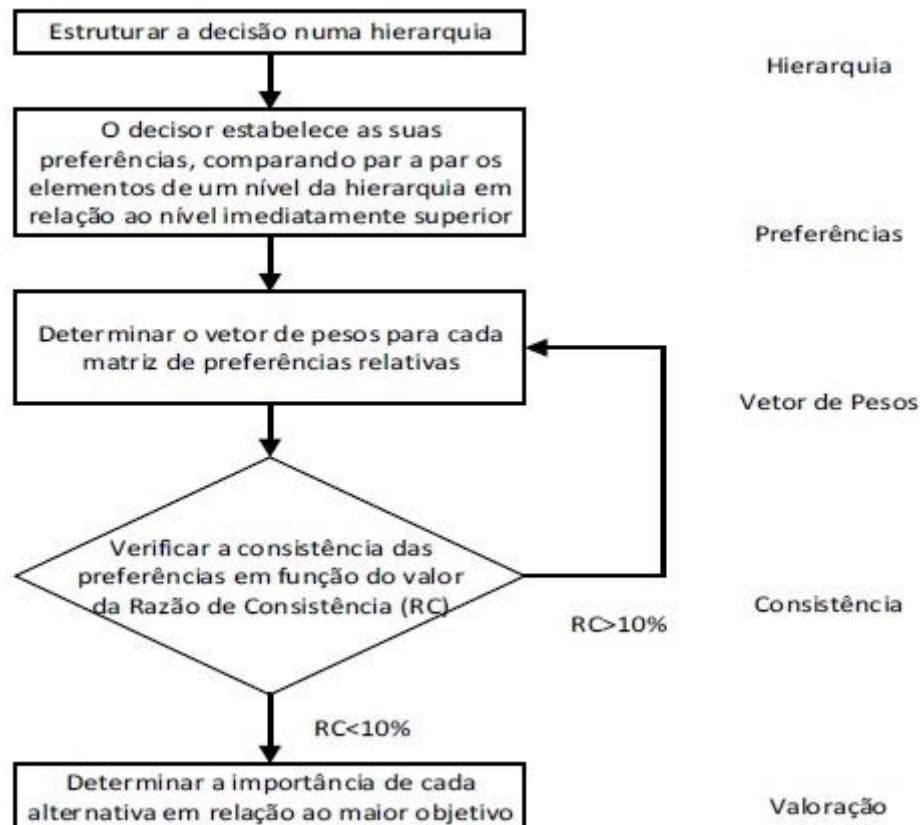 Estruturar a decisão numa hierarquia
Hierarquia
O decisor estabelece as suas
preferências, comparando par a par os
elementos de um nível da hierarquia em
relação ao nível imediatamente superior
Preferências
Determinar o vetor de pesos para cada
matriz de preferências relativas
Vetor de Pesos
Verificar a consistência das
preferências em função do valor
da Razão de Consistência (RC)
Consistência
RC>10%
RC<10%
Determinar a importância de cada
alternativa em relação ao maior objetivo
Valoração